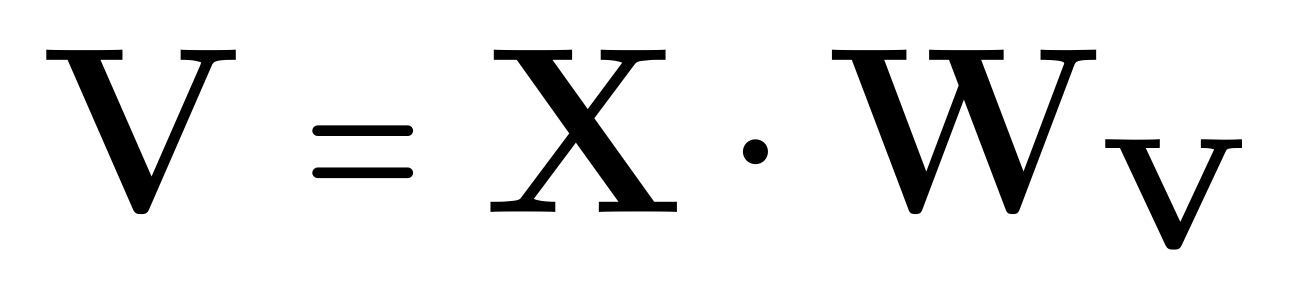 V = X · W_V